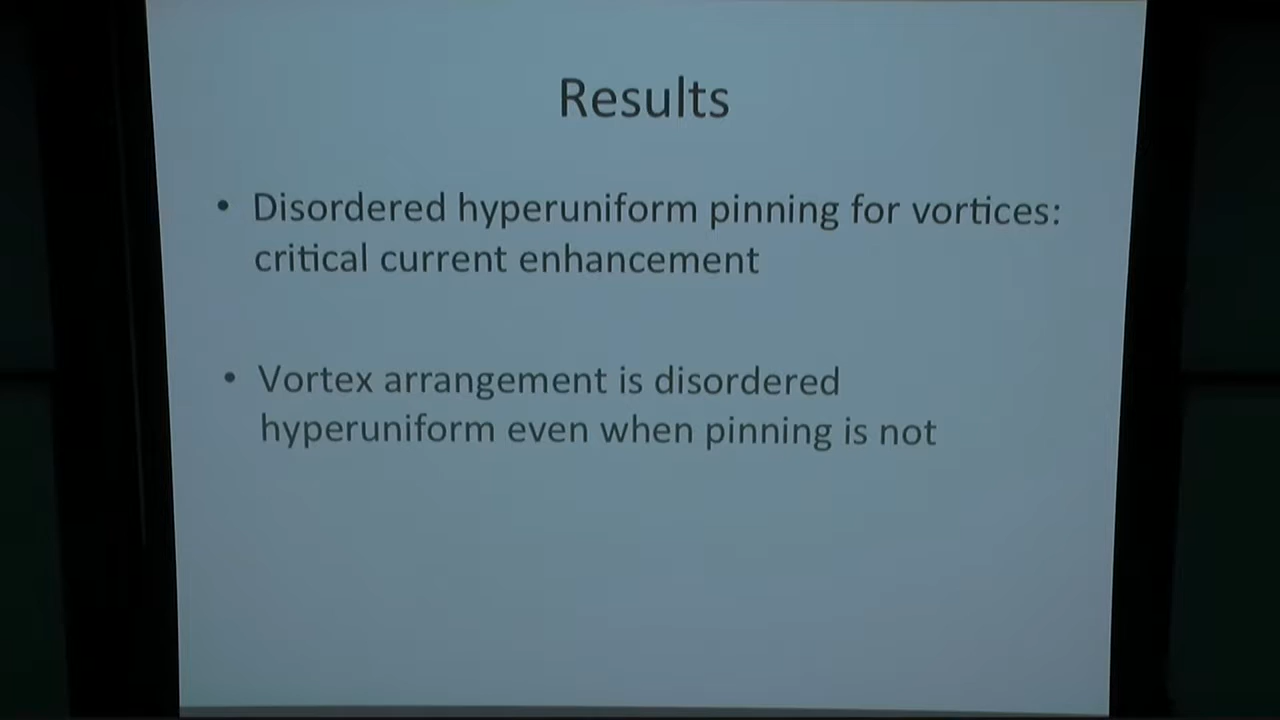 Results
• Disordered hyperuniform pinning for vortices:
critical current enhancement
• Vortex arrangement is disordered
hyperuniform even when pinning is not